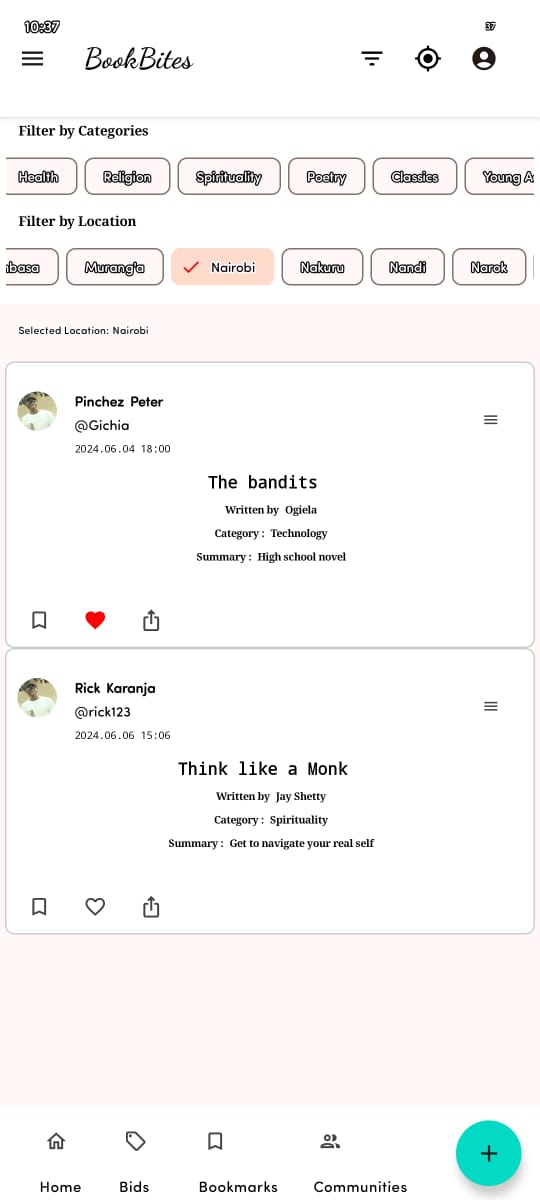 10:37
37
BookBites
Filter by Categories
Health Religion Spirituality Poetry Classics Young A
Filter by Location
nbasa Murang'a Nairobi Nakuru Nandi Narok
Selected Location: Nairobi
Pinchez Peter
@Gichia
2024.06.04 18:00
The bandits
Written by Ogiela
Category : Technology
Summary : High school novel
Rick Karanja
@rick123
2024.06.06 15:06
Think like a Monk
Written by Jay Shetty
Category : Spirituality
Summary : Get to navigate your real self
Home Bids Bookmarks Communities